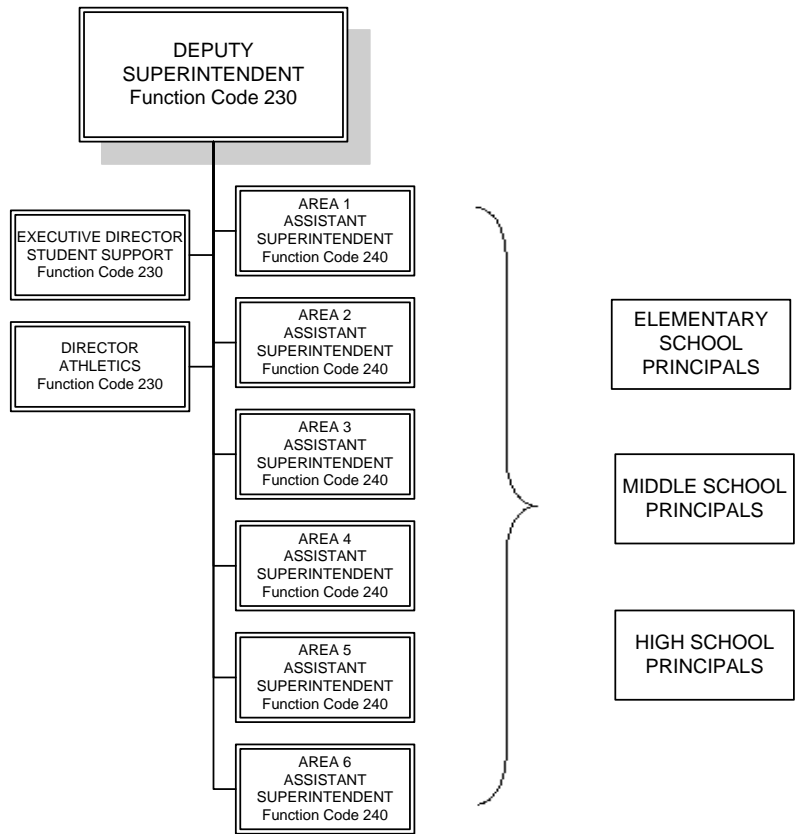 DEPUTY
SUPERINTENDENT
Function Code 230
EXECUTIVE DIRECTOR
STUDENT SUPPORT
Function Code 230
DIRECTOR
ATHLETICS
Function Code 230
AREA 1
ASSISTANT
SUPERINTENDENT
Function Code 240
AREA 2
ASSISTANT
SUPERINTENDENT
Function Code 240
AREA 3
ASSISTANT
SUPERINTENDENT
Function Code 240
AREA 4
ASSISTANT
SUPERINTENDENT
Function Code 240
AREA 5
ASSISTANT
SUPERINTENDENT
Function Code 240
AREA 6
ASSISTANT
SUPERINTENDENT
Function Code 240
ELEMENTARY
SCHOOL
PRINCIPALS
MIDDLE SCHOOL
PRINCIPALS
HIGH SCHOOL
PRINCIPALS